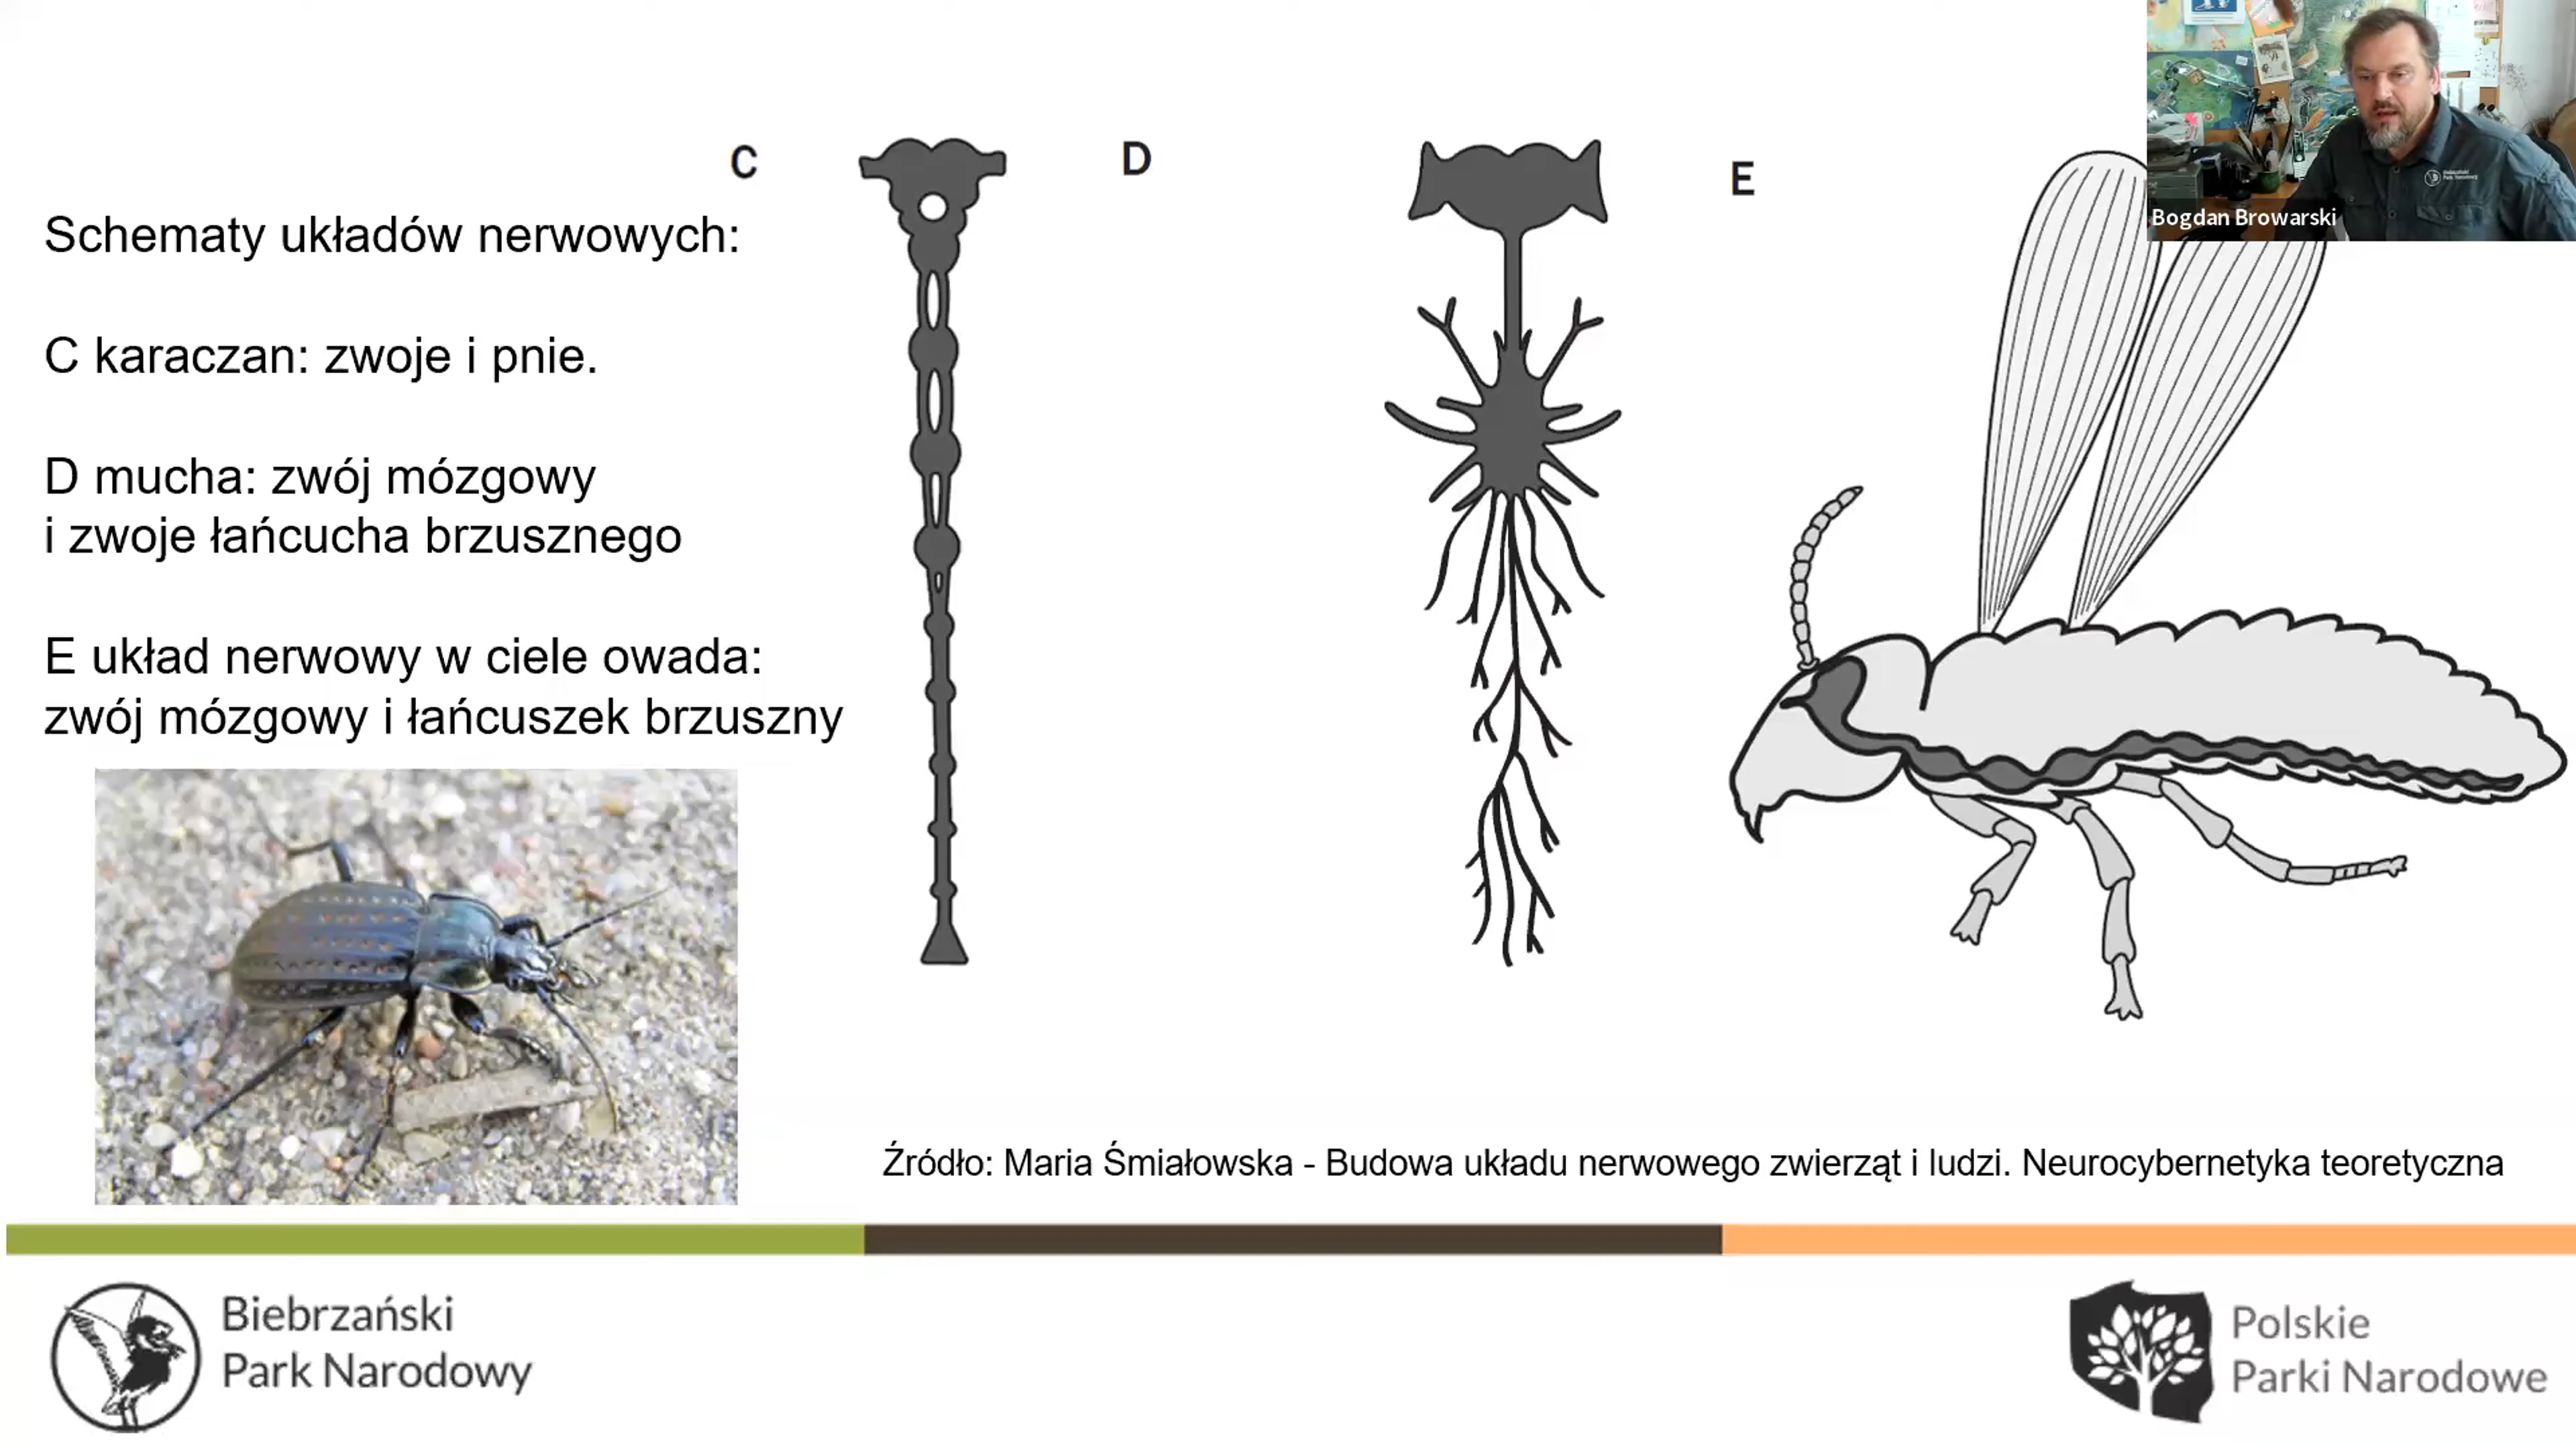 Schematy układów nerwowych:
C karaczan: zwoje i pnie.
D mucha: zwój mózgowy
i zwoje łańcucha brzusznego
E układ nerwowy w ciele owada:
zwój mózgowy i łańcuszek brzuszny
C
D
E
Bogdan Browarski
Źródło: Maria Śmiałowska - Budowa układu nerwowego zwierząt i ludzi. Neurocybernetyka teoretyczna
Biebrzański
Park Narodowy
Polskie
Parki Narodowe